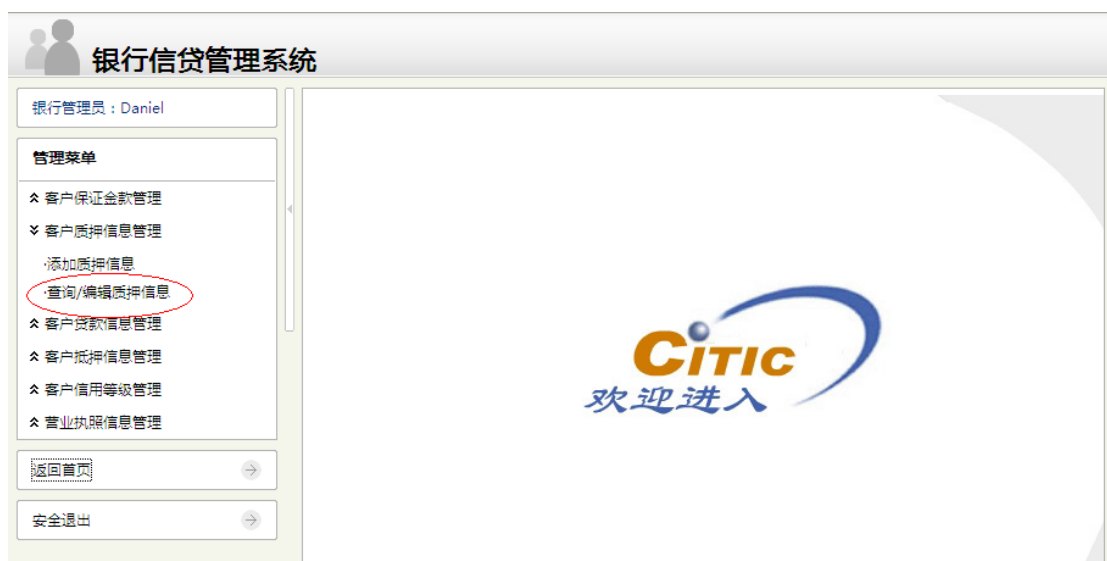 银行信贷管理系统
银行管理员：Daniel
管理菜单
客户保证金款管理
客户质押信息管理
·添加质押信息
·查询/编辑质押信息
客户贷款信息管理
客户抵押信息管理
客户信用等级管理
营业执照信息管理
返回首页
安全退出
CITIC
欢迎进入